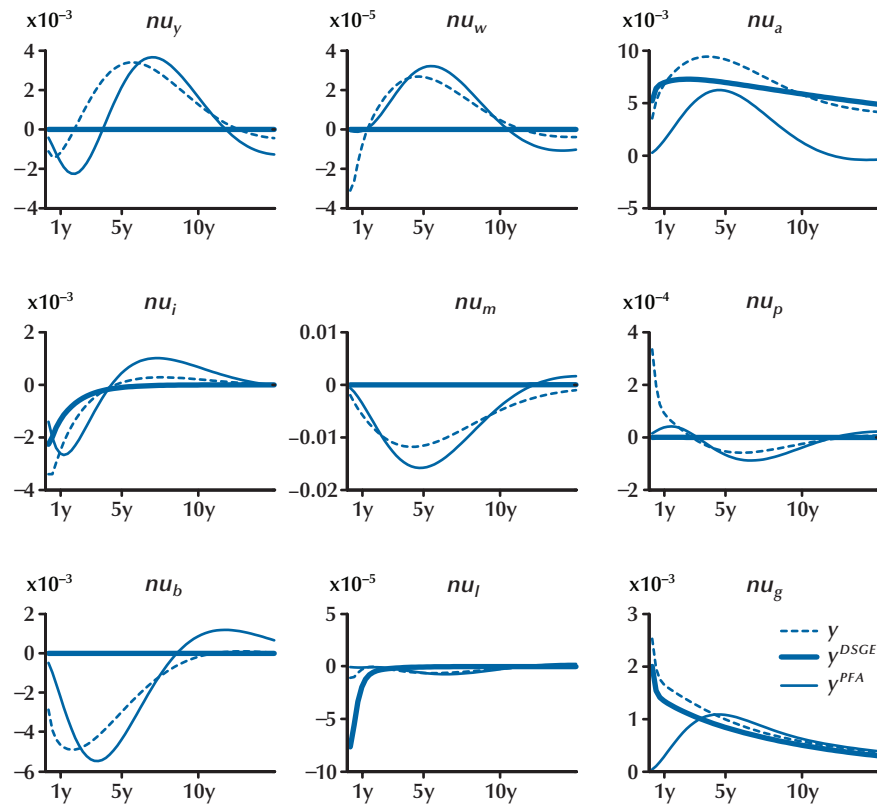 x10⁻³ nu_y
4
2
0
−2
−4
1y 5y 10y
x10⁻⁵ nu_w
4
2
0
−2
−4
1y 5y 10y
x10⁻³ nu_a
10
5
0
−5
1y 5y 10y
x10⁻³ nu_i
2
0
−2
−4
1y 5y 10y
nu_m
0.01
0.00
−0.01
−0.02
1y 5y 10y
x10⁻⁴ nu_p
4
2
0
−2
1y 5y 10y
x10⁻³ nu_b
2
0
−2
−4
−6
1y 5y 10y
x10⁻⁵ nu_l
5
0
−5
−10
1y 5y 10y
x10⁻³ nu_g
3
2
1
0
1y 5y 10y
y
y^DSGE
y^PFA